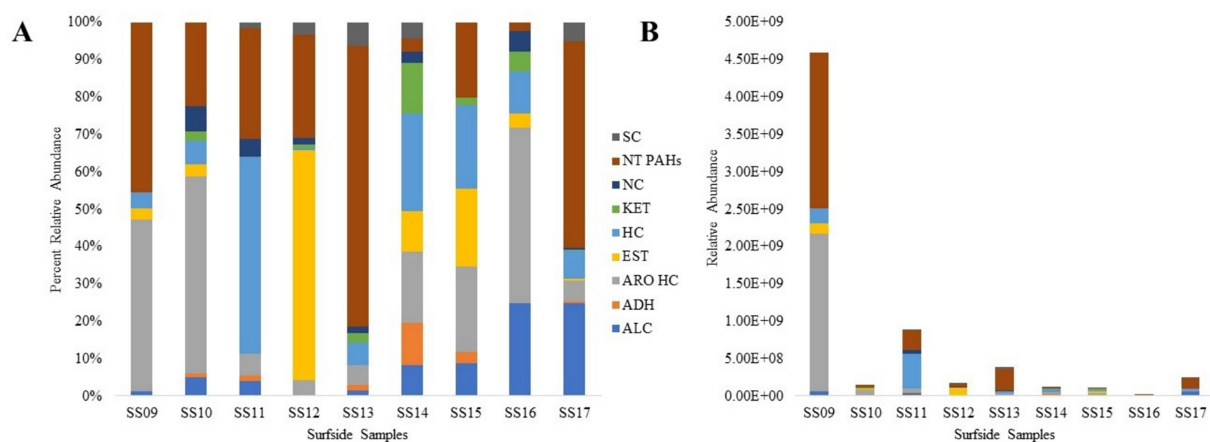 A
Percent Relative Abundance
100%
90%
80%
70%
60%
50%
40%
30%
20%
10%
0%
SS09 SS10 SS11 SS12 SS13 SS14 SS15 SS16 SS17
Surfside Samples
SC
NT PAHs
NC
KET
HC
EST
ARO HC
ADH
ALC
B
Relative Abundance
5.00E+09
4.50E+09
4.00E+09
3.50E+09
3.00E+09
2.50E+09
2.00E+09
1.50E+09
1.00E+09
5.00E+08
0.00E+00
SS09 SS10 SS11 SS12 SS13 SS14 SS15 SS16 SS17
Surfside Samples